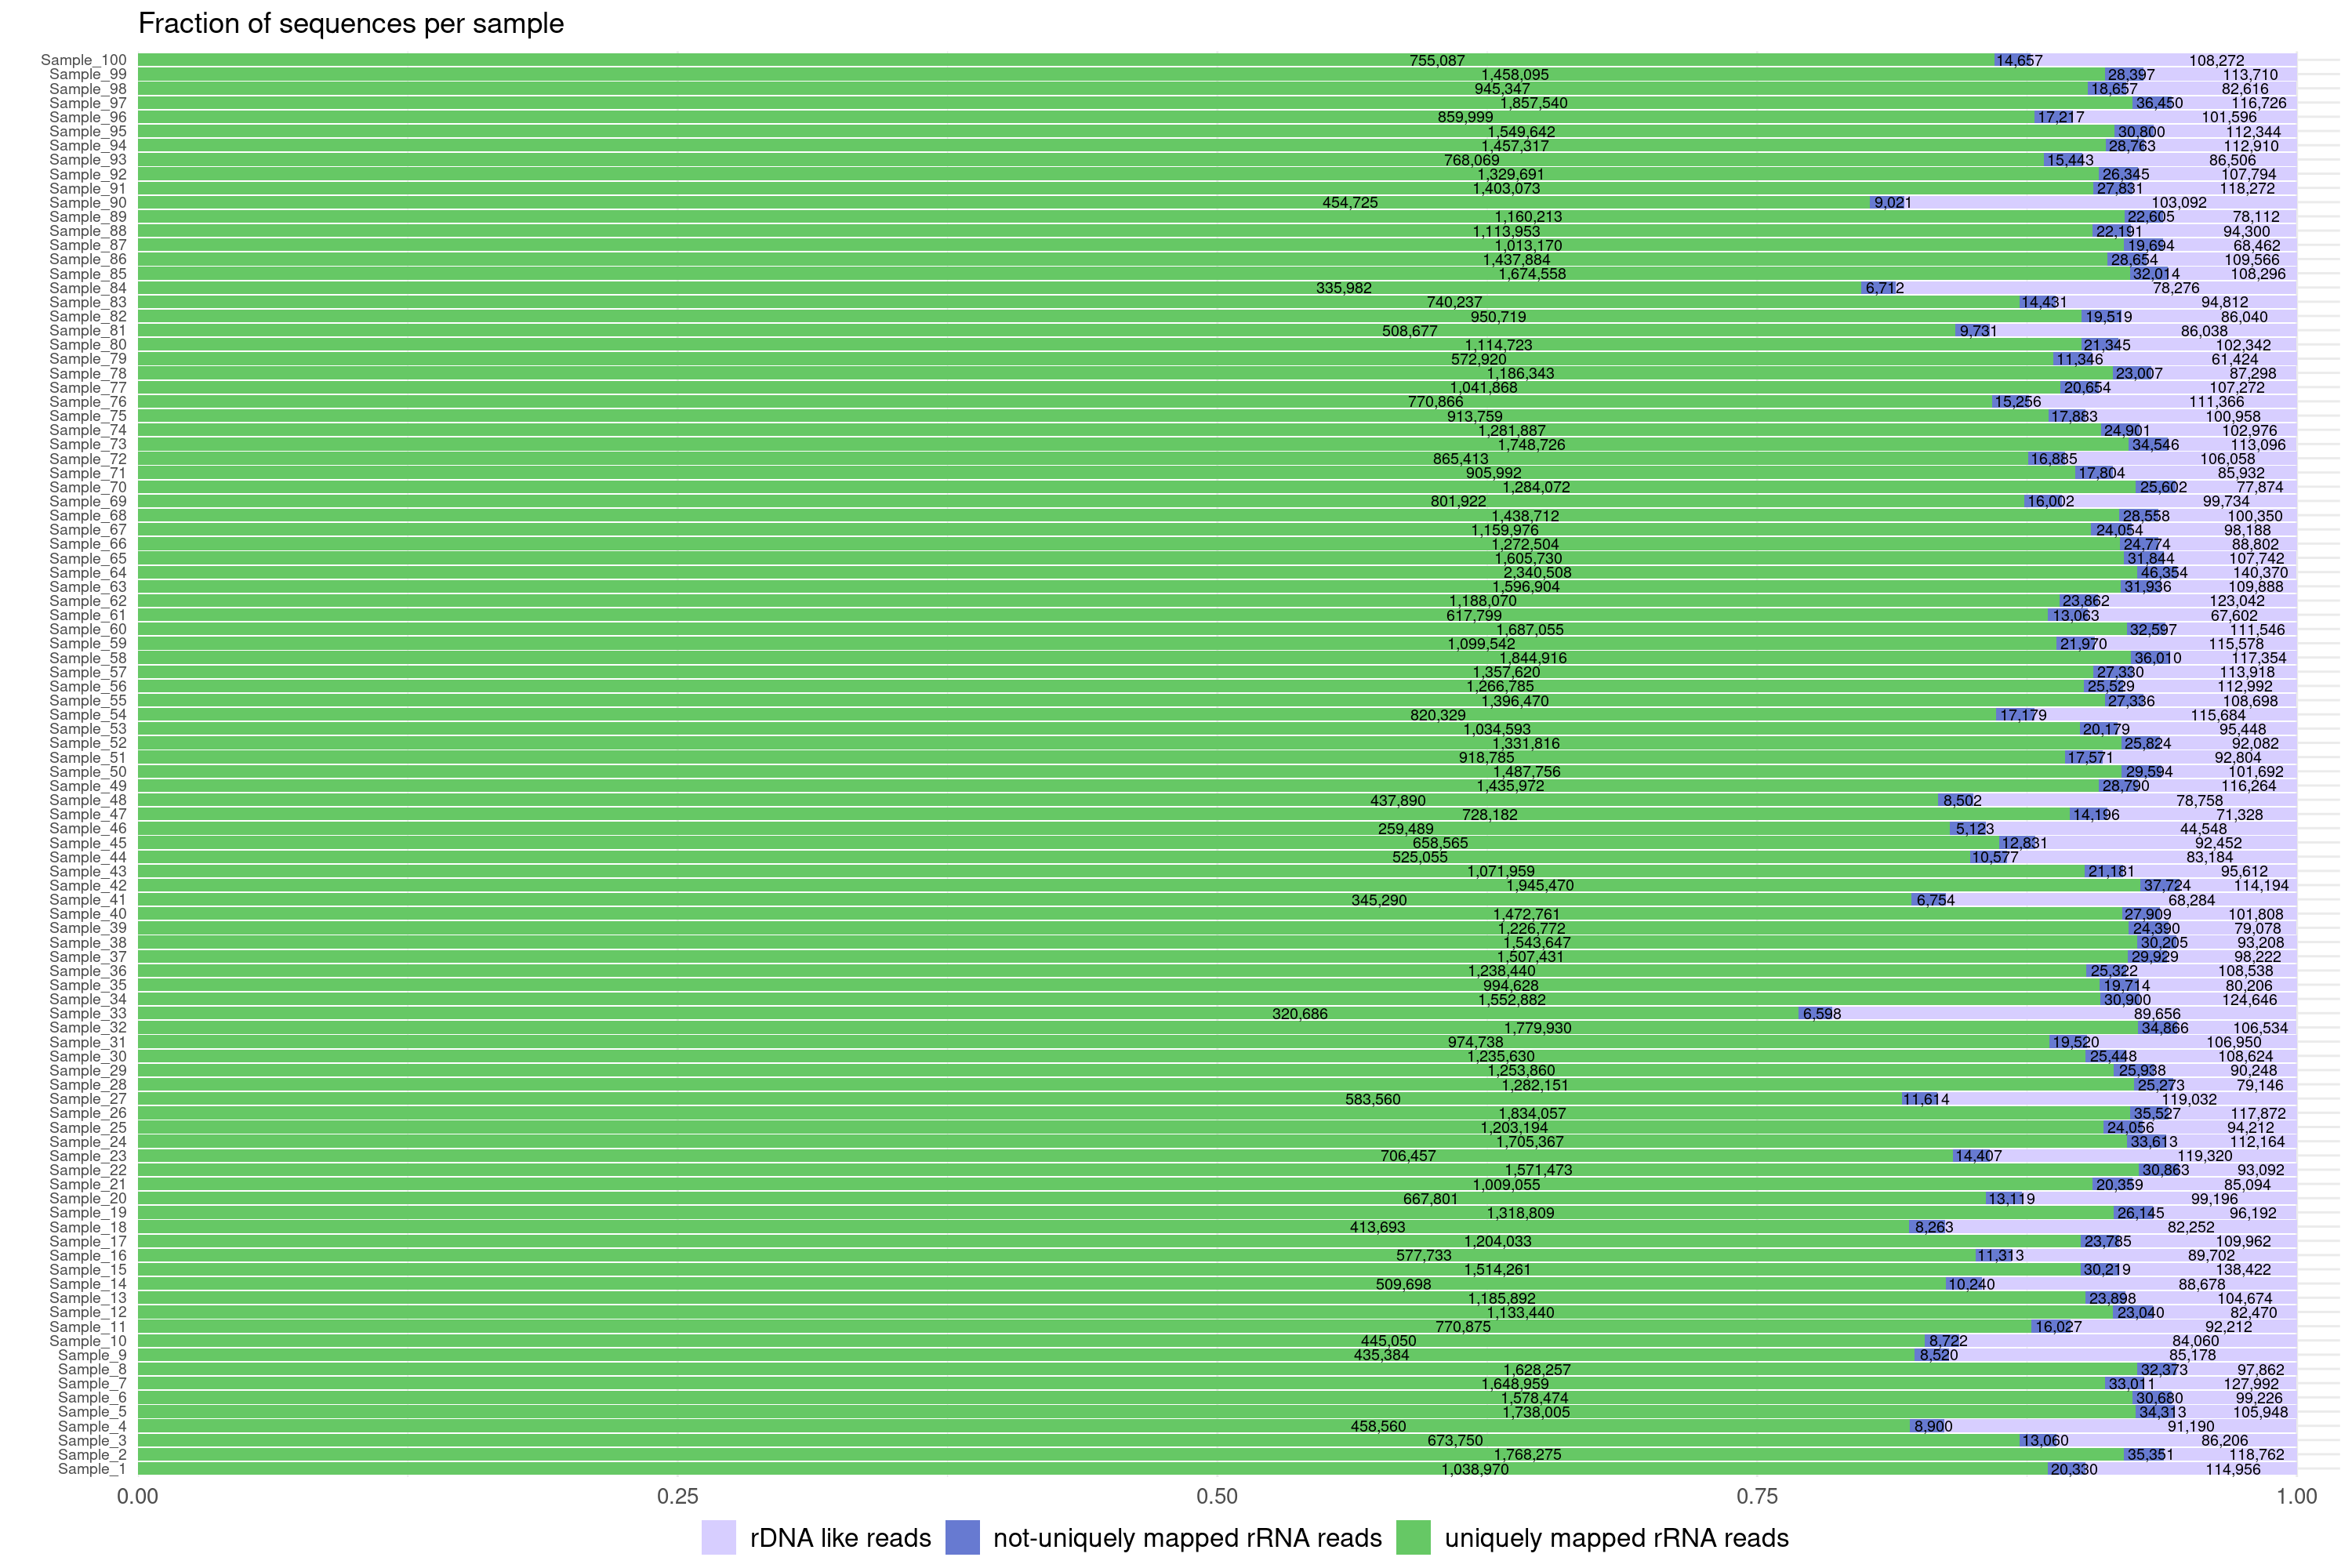 Fraction of sequences per sample
Sample_100 755,087 14,657 108,272
Sample_99 1,458,095 28,397 113,710
Sample_98 945,347 18,657 82,616
Sample_97 1,857,540 36,450 116,726
Sample_96 859,999 17,217 101,596
Sample_95 1,549,642 30,800 112,344
Sample_94 1,457,317 28,763 112,910
Sample_93 768,069 15,443 86,506
Sample_92 1,329,691 26,345 107,794
Sample_91 1,403,073 27,831 118,272
Sample_90 454,725 9,021 103,092
Sample_89 1,160,213 22,605 78,112
Sample_88 1,113,953 22,191 94,300
Sample_87 1,013,170 19,694 68,462
Sample_86 1,437,884 28,654 109,566
Sample_85 1,674,558 32,014 108,296
Sample_84 335,982 6,712 78,276
Sample_83 740,237 14,431 94,812
Sample_82 950,719 19,519 86,040
Sample_81 508,677 9,731 86,038
Sample_80 1,114,723 21,345 102,342
Sample_79 572,920 11,346 61,424
Sample_78 1,186,343 23,007 87,298
Sample_77 1,041,868 20,654 107,272
Sample_76 770,866 15,256 111,366
Sample_75 913,759 17,883 100,958
Sample_74 1,281,887 24,901 102,976
Sample_73 1,748,726 34,546 113,096
Sample_72 865,413 16,885 106,058
Sample_71 905,992 17,804 85,932
Sample_70 1,284,072 25,602 77,874
Sample_69 801,922 16,002 99,734
Sample_68 1,438,712 28,558 100,350
Sample_67 1,159,976 24,054 98,188
Sample_66 1,272,504 24,774 88,802
Sample_65 1,605,730 31,844 107,742
Sample_64 2,340,508 46,354 140,370
Sample_63 1,596,904 31,936 109,888
Sample_62 1,188,070 23,862 123,042
Sample_61 617,799 13,063 67,602
Sample_60 1,687,055 32,597 111,546
Sample_59 1,099,542 21,970 115,578
Sample_58 1,844,916 36,010 117,354
Sample_57 1,357,620 27,330 113,918
Sample_56 1,266,785 25,529 112,992
Sample_55 1,396,470 27,336 108,698
Sample_54 820,329 17,179 115,684
Sample_53 1,034,593 20,179 95,448
Sample_52 1,331,816 25,824 92,082
Sample_51 918,785 17,571 92,804
Sample_50 1,487,756 29,594 101,692
Sample_49 1,435,972 28,790 116,264
Sample_48 437,890 8,502 78,758
Sample_47 728,182 14,196 71,328
Sample_46 259,489 5,123 44,548
Sample_45 658,565 12,831 92,452
Sample_44 525,055 10,577 83,184
Sample_43 1,071,959 21,181 95,612
Sample_42 1,945,470 37,724 114,194
Sample_41 345,290 6,754 68,284
Sample_40 1,472,761 27,909 101,808
Sample_39 1,226,772 24,390 79,078
Sample_38 1,543,647 30,205 93,208
Sample_37 1,507,431 29,929 98,222
Sample_36 1,238,440 25,322 108,538
Sample_35 994,628 19,714 80,206
Sample_34 1,552,882 30,900 124,646
Sample_33 320,686 6,598 89,656
Sample_32 1,779,930 34,866 106,534
Sample_31 974,738 19,520 106,950
Sample_30 1,235,630 25,448 108,624
Sample_29 1,253,860 25,938 90,248
Sample_28 1,282,151 25,273 79,146
Sample_27 583,560 11,614 119,032
Sample_26 1,834,057 35,527 117,872
Sample_25 1,203,194 24,056 94,212
Sample_24 1,705,367 33,613 112,164
Sample_23 706,457 14,407 119,320
Sample_22 1,571,473 30,863 93,092
Sample_21 1,009,055 20,359 85,094
Sample_20 667,801 13,119 99,196
Sample_19 1,318,809 26,145 96,192
Sample_18 413,693 8,263 82,252
Sample_17 1,204,033 23,785 109,962
Sample_16 577,733 11,313 89,702
Sample_15 1,514,261 30,219 138,422
Sample_14 509,698 10,240 88,678
Sample_13 1,185,892 23,898 104,674
Sample_12 1,133,440 23,040 82,470
Sample_11 770,875 16,027 92,212
Sample_10 445,050 8,722 84,060
Sample_9 435,384 8,520 85,178
Sample_8 1,628,257 32,373 97,862
Sample_7 1,648,959 33,011 127,992
Sample_6 1,578,474 30,680 99,226
Sample_5 1,738,005 34,313 105,948
Sample_4 458,560 8,900 91,190
Sample_3 673,750 13,060 86,206
Sample_2 1,768,275 35,351 118,762
Sample_1 1,038,970 20,330 114,956
0.00 0.25 0.50 0.75 1.00
rDNA like reads not-uniquely mapped rRNA reads uniquely mapped rRNA reads